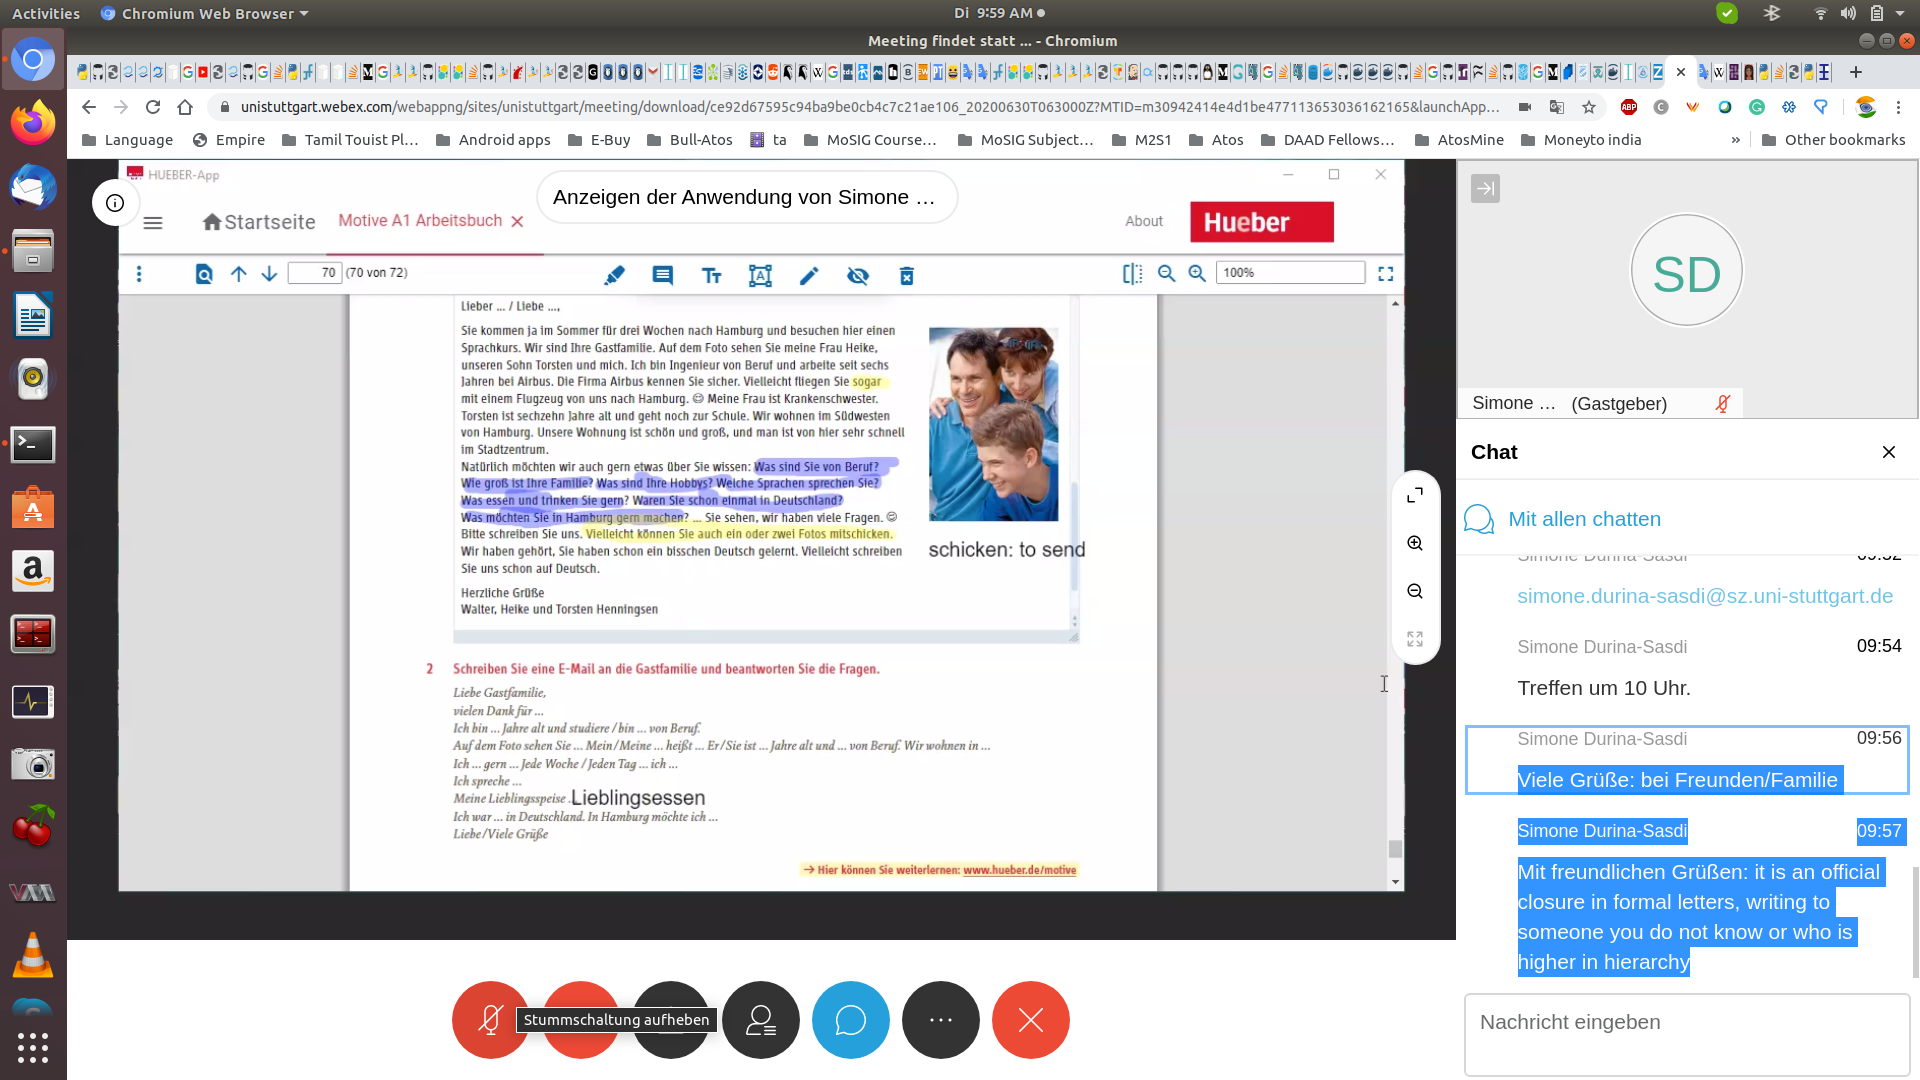 Activities
Chromium Web Browser
Di 9:59 AM
Meeting findet statt ... - Chromium
unistuttgart.webex.com/webappng/sites/unistuttgart/meeting/download/ce92d67595c94ba9be0cb4c7c21ae106_20200630T063000Z?MTID=m30942414e4d1be477113653036162165&launchApp...
Language
Empire
Tamil Touist Pl...
Android apps
E-Buy
Bull-Atos
ta
MoSIG Course...
MoSIG Subject...
M2S1
Atos
DAAD Fellows...
AtosMine
Moneyto india
»
Other bookmarks
HUEBER-App
Anzeigen der Anwendung von Simone ...
Startseite
Motive A1 Arbeitsbuch
About
Hueber
70 (70 von 72)
100%
Lieber ... / Liebe ...,
Sie kommen ja im Sommer für drei Wochen nach Hamburg und besuchen hier einen
Sprachkurs. Wir sind Ihre Gastfamilie. Auf dem Foto sehen Sie meine Frau Heike,
unseren Sohn Torsten und mich. Ich bin Ingenieur von Beruf und arbeite seit sechs
Jahren bei Airbus. Die Firma Airbus kennen Sie sicher. Vielleicht fliegen Sie sogar
mit einem Flugzeug von uns nach Hamburg. ☺ Meine Frau ist Krankenschwester.
Torsten ist sechzehn Jahre alt und geht noch zur Schule. Wir wohnen im Südwesten
von Hamburg. Unsere Wohnung ist schön und groß, und man ist von hier sehr schnell
im Stadtzentrum.
Natürlich möchten wir auch gern etwas über Sie wissen: Was sind Sie von Beruf?
Wie groß ist Ihre Familie? Was sind Ihre Hobbys? Welche Sprachen sprechen Sie?
Was essen und trinken Sie gern? Waren Sie schon einmal in Deutschland?
Was möchten Sie in Hamburg gern machen? ... Sie sehen, wir haben viele Fragen. ☺
Bitte schreiben Sie uns. Vielleicht können Sie auch ein oder zwei Fotos mitschicken.
Wir haben gehört, Sie haben schon ein bisschen Deutsch gelernt. Vielleicht schreiben
Sie uns schon auf Deutsch.
Herzliche Grüße
Walter, Heike und Torsten Henningsen
schicken: to send
2 Schreiben Sie eine E-Mail an die Gastfamilie und beantworten Sie die Fragen.
Liebe Gastfamilie,
vielen Dank für ...
Ich bin ... Jahre alt und studiere / bin ... von Beruf.
Auf dem Foto sehen Sie ... Mein / Meine ... heißt ... Er / Sie ist ... Jahre alt und ... von Beruf. Wir wohnen in ...
Ich ... gern ... Jede Woche / Jeden Tag ... ich ...
Ich spreche ...
Meine Lieblingsspeise ... Lieblingsessen
Ich war ... in Deutschland. In Hamburg möchte ich ...
Liebe / Viele Grüße
→ Hier können Sie weiterlernen: www.hueber.de/motive
Stummschaltung aufheben
SD
Simone ... (Gastgeber)
Chat
Mit allen chatten
Simone Durina-Sasdi 09:52
simone.durina-sasdi@sz.uni-stuttgart.de
Simone Durina-Sasdi 09:54
Treffen um 10 Uhr.
Simone Durina-Sasdi 09:56
Viele Grüße: bei Freunden/Familie
Simone Durina-Sasdi 09:57
Mit freundlichen Grüßen: it is an official
closure in formal letters, writing to
someone you do not know or who is
higher in hierarchy
Nachricht eingeben